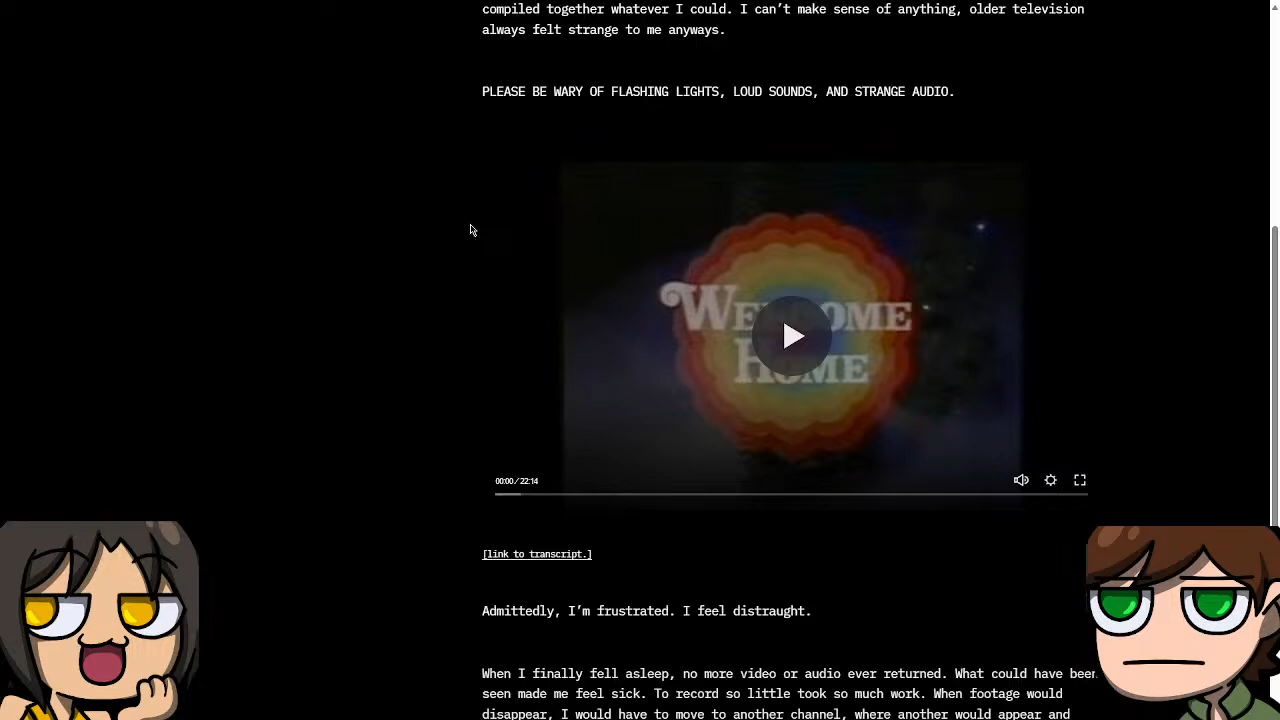 compiled together whatever I could. I can’t make sense of anything, older television
always felt strange to me anyways.
PLEASE BE WARY OF FLASHING LIGHTS, LOUD SOUNDS, AND STRANGE AUDIO.
WELCOME
HOME
00:00/22:14
[link to transcript.]
Admittedly, I’m frustrated. I feel distraught.
When I finally fell asleep, no more video or audio ever returned. What could have been
seen made me feel sick. To record so little took so much work. When footage would
disappear, I would have to move to another channel, where another would appear and